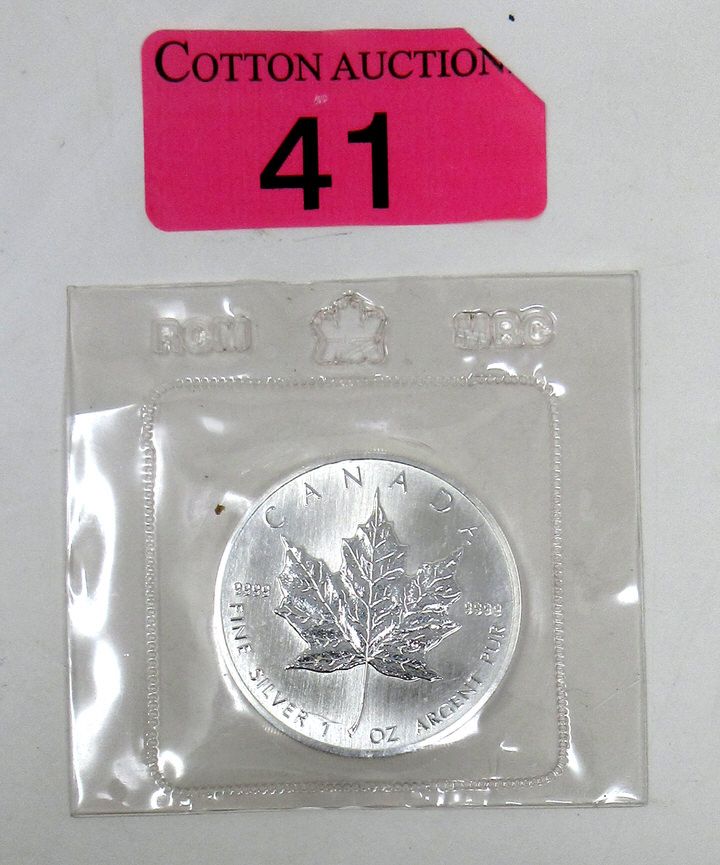 COTTON AUCTION
41
RCM MRC
CANADA
9999 9999
FINE SILVER 1 OZ ARGENT PUR